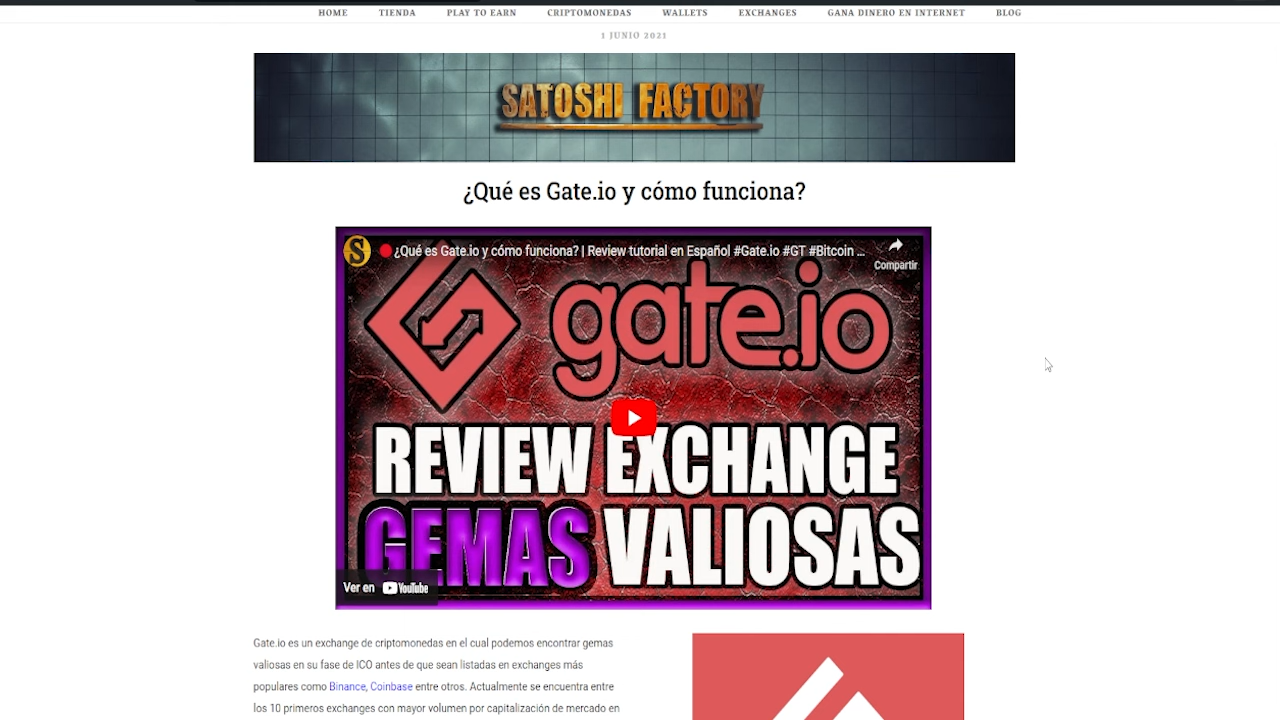 HOME TIENDA PLAY TO EARN CRIPTOMONEDAS WALLETS EXCHANGES GANA DINERO EN INTERNET BLOG
1 JUNIO 2021
SATOSHI FACTORY
¿Qué es Gate.io y cómo funciona?
S ¿Qué es Gate.io y cómo funciona? | Review tutorial en Español #Gate.io #GT #Bitcoin ...
Compartir
gate.io
REVIEW EXCHANGE
GEMAS VALIOSAS
Ver en YouTube
Gate.io es un exchange de criptomonedas en el cual podemos encontrar gemas
valiosas en su fase de ICO antes de que sean listadas en exchanges más
populares como Binance, Coinbase entre otros. Actualmente se encuentra entre
los 10 primeros exchanges con mayor volumen por capitalización de mercado en